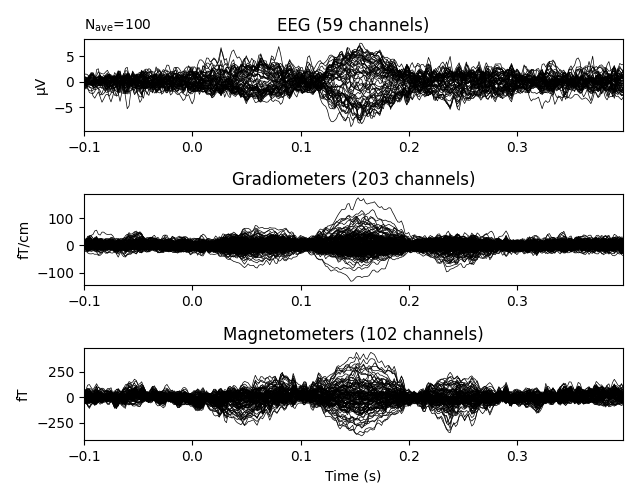 N_ave=100
EEG (59 channels)
µV
5
0
−5
−0.1 0.0 0.1 0.2 0.3
Gradiometers (203 channels)
fT/cm
100
0
−100
−0.1 0.0 0.1 0.2 0.3
Magnetometers (102 channels)
fT
250
0
−250
−0.1 0.0 0.1 0.2 0.3
Time (s)